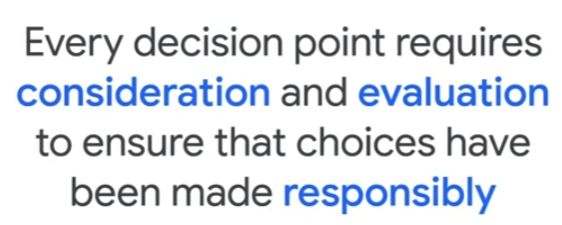 Every decision point requires
consideration and evaluation
to ensure that choices have
been made responsibly